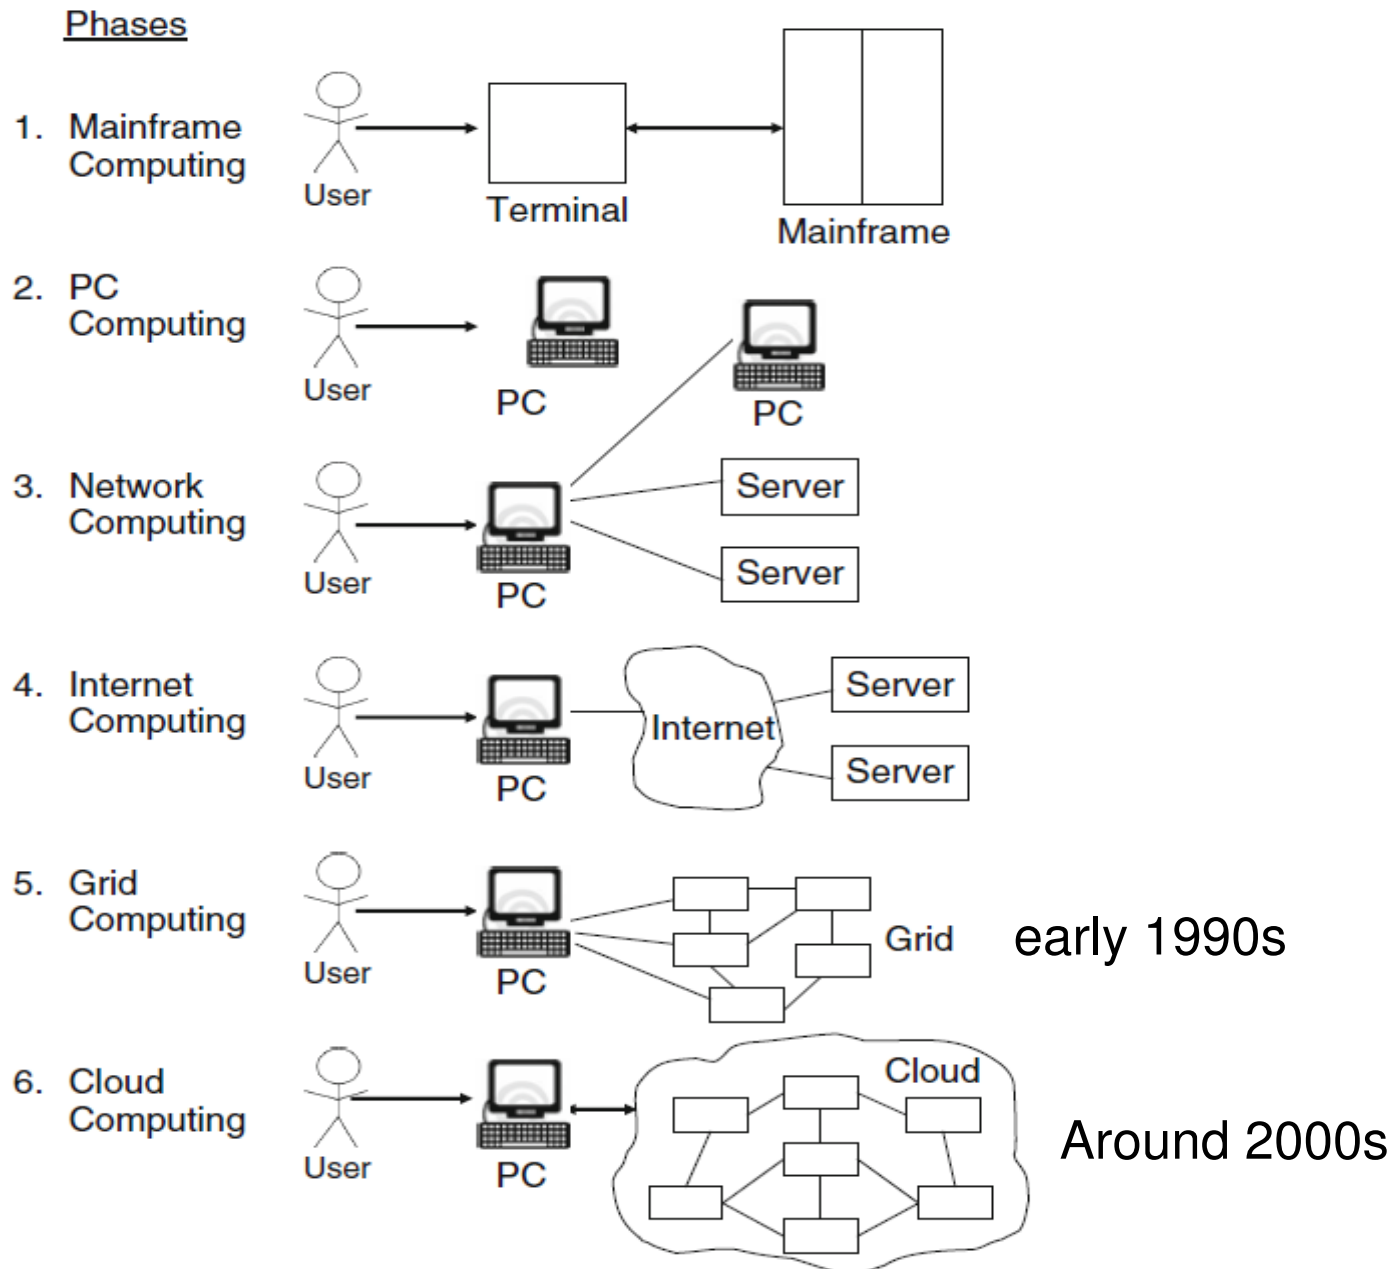 Phases
1. Mainframe
Computing
User
Terminal
Mainframe
2. PC
Computing
User
PC
PC
3. Network
Computing
User
PC
Server
Server
4. Internet
Computing
User
PC
Internet
Server
Server
5. Grid
Computing
User
PC
Grid
early 1990s
6. Cloud
Computing
User
PC
Cloud
Around 2000s